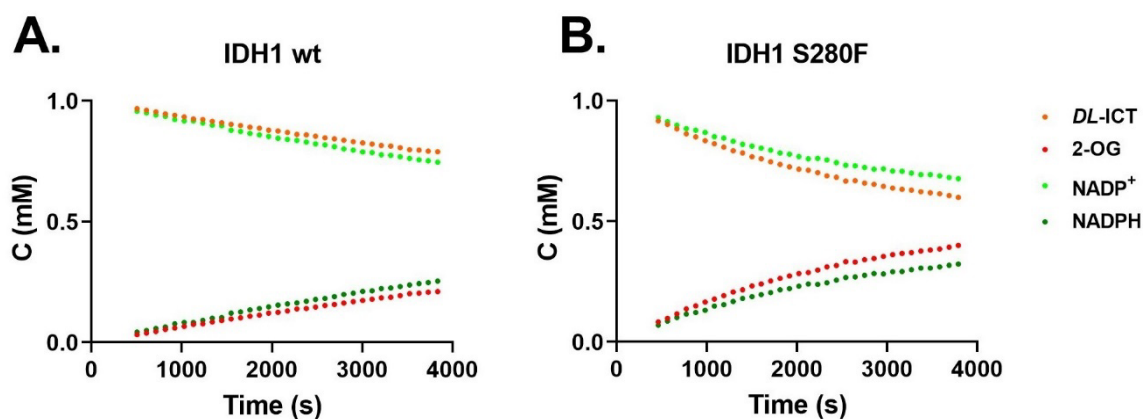 A.
IDH1 wt
1.0
0.5
0.0
C (mM)
0
1000
2000
3000
4000
Time (s)
B.
IDH1 S280F
1.0
0.5
0.0
C (mM)
0
1000
2000
3000
4000
Time (s)
DL-ICT
2-OG
NADP⁺
NADPH